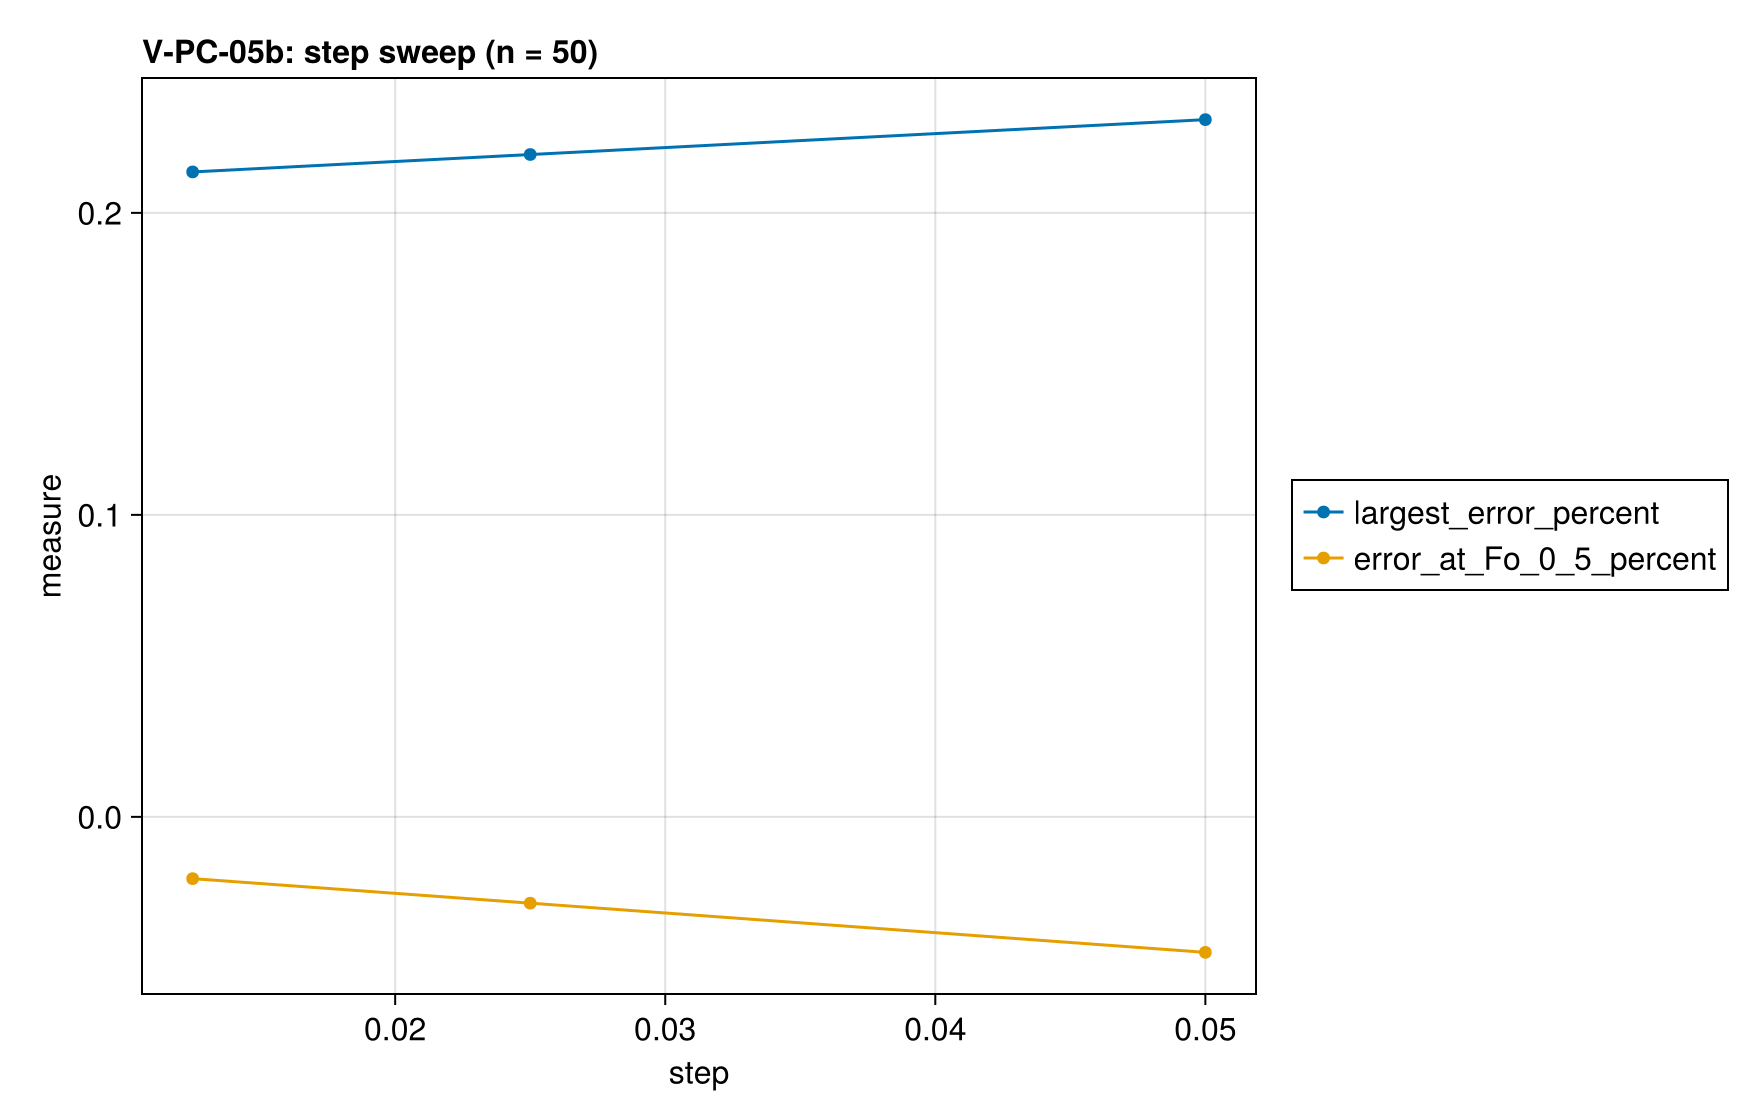 V-PC-05b: step sweep (n = 50)
0.2
0.1
0.0
measure
0.02
0.03
0.04
0.05
step
largest_error_percent
error_at_Fo_0_5_percent